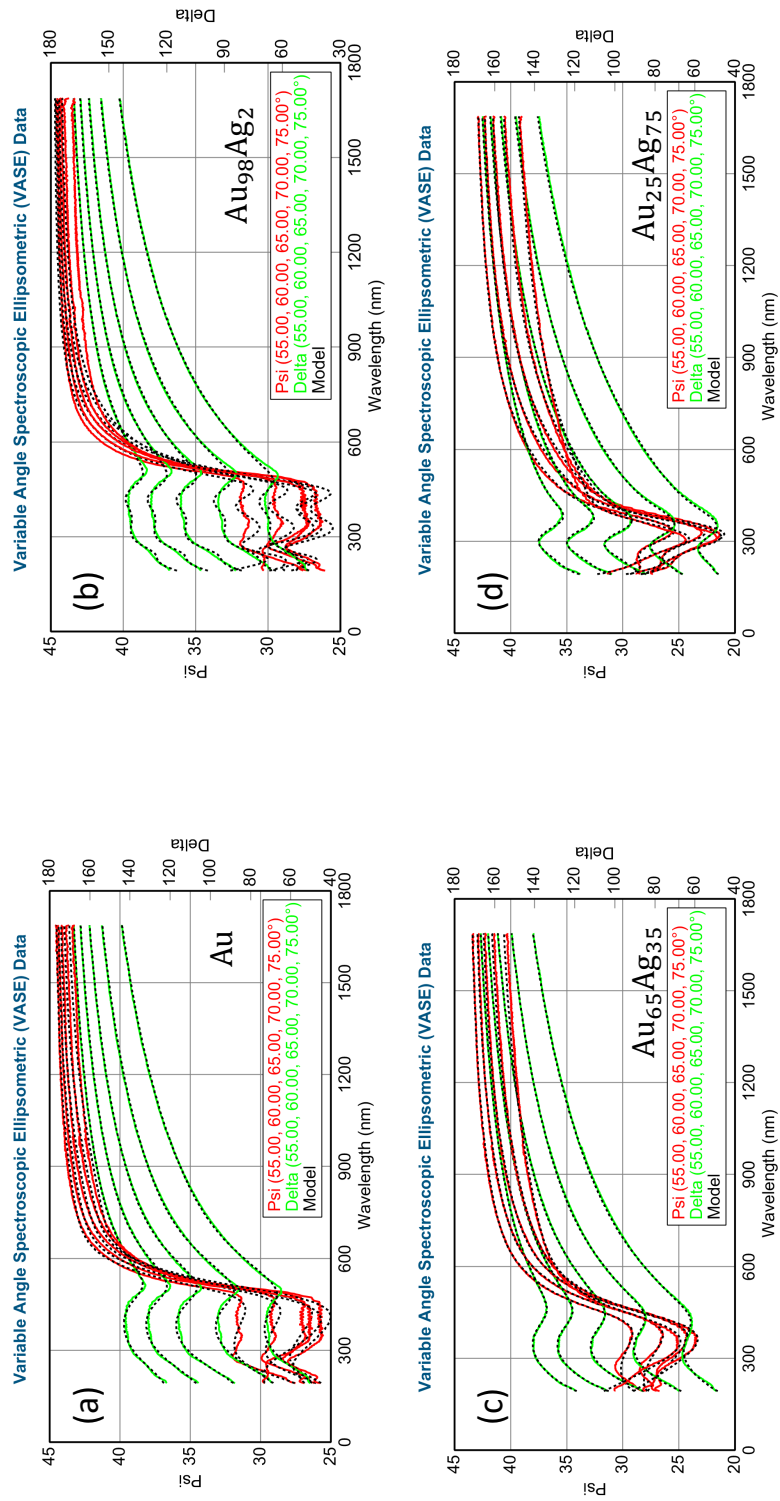 Variable Angle Spectroscopic Ellipsometric (VASE) Data
(a)
Au
Psi (55.00, 60.00, 65.00, 70.00, 75.00°)
Delta (55.00, 60.00, 65.00, 70.00, 75.00°)
Model
45
40
35
30
25
Psi
180
160
140
120
100
80
60
40
Delta
0
300
600
900
1200
1500
1800
Wavelength (nm)
Variable Angle Spectroscopic Ellipsometric (VASE) Data
(b)
Au98Ag2
Psi (55.00, 60.00, 65.00, 70.00, 75.00°)
Delta (55.00, 60.00, 65.00, 70.00, 75.00°)
Model
45
40
35
30
25
Psi
180
150
120
90
60
30
Delta
0
300
600
900
1200
1500
1800
Wavelength (nm)
Variable Angle Spectroscopic Ellipsometric (VASE) Data
(c)
Au65Ag35
Psi (55.00, 60.00, 65.00, 70.00, 75.00°)
Delta (55.00, 60.00, 65.00, 70.00, 75.00°)
Model
45
40
35
30
25
20
Psi
180
160
140
120
100
80
60
40
Delta
0
300
600
900
1200
1500
1800
Wavelength (nm)
Variable Angle Spectroscopic Ellipsometric (VASE) Data
(d)
Au25Ag75
Psi (55.00, 60.00, 65.00, 70.00, 75.00°)
Delta (55.00, 60.00, 65.00, 70.00, 75.00°)
Model
45
40
35
30
25
20
Psi
180
160
140
120
100
80
60
40
Delta
0
300
600
900
1200
1500
1800
Wavelength (nm)